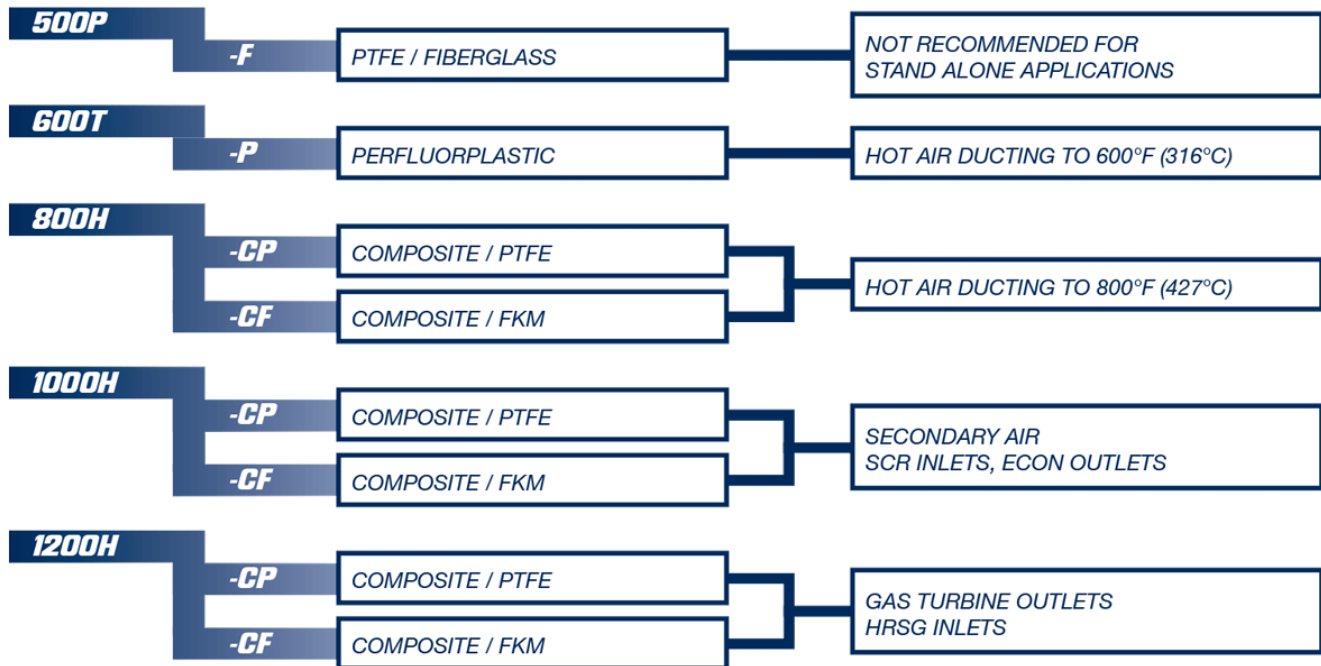 500P
-F
PTFE / FIBERGLASS
NOT RECOMMENDED FOR
STAND ALONE APPLICATIONS
600T
-P
PERFLUORPLASTIC
HOT AIR DUCTING TO 600°F (316°C)
800H
-CP
COMPOSITE / PTFE
-CF
COMPOSITE / FKM
HOT AIR DUCTING TO 800°F (427°C)
1000H
-CP
COMPOSITE / PTFE
-CF
COMPOSITE / FKM
SECONDARY AIR
SCR INLETS, ECON OUTLETS
1200H
-CP
COMPOSITE / PTFE
-CF
COMPOSITE / FKM
GAS TURBINE OUTLETS
HRSG INLETS